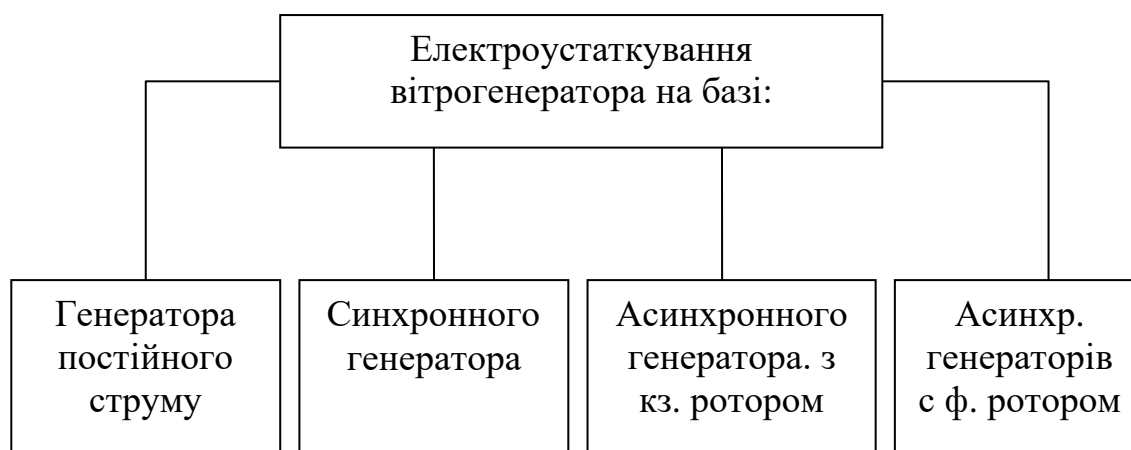 Електроустаткування
вітрогенератора на базі:
Генератора
постійного
струму
Синхронного
генератора
Асинхронного
генератора. з
кз. ротором
Асинхр.
генераторів
с ф. ротором